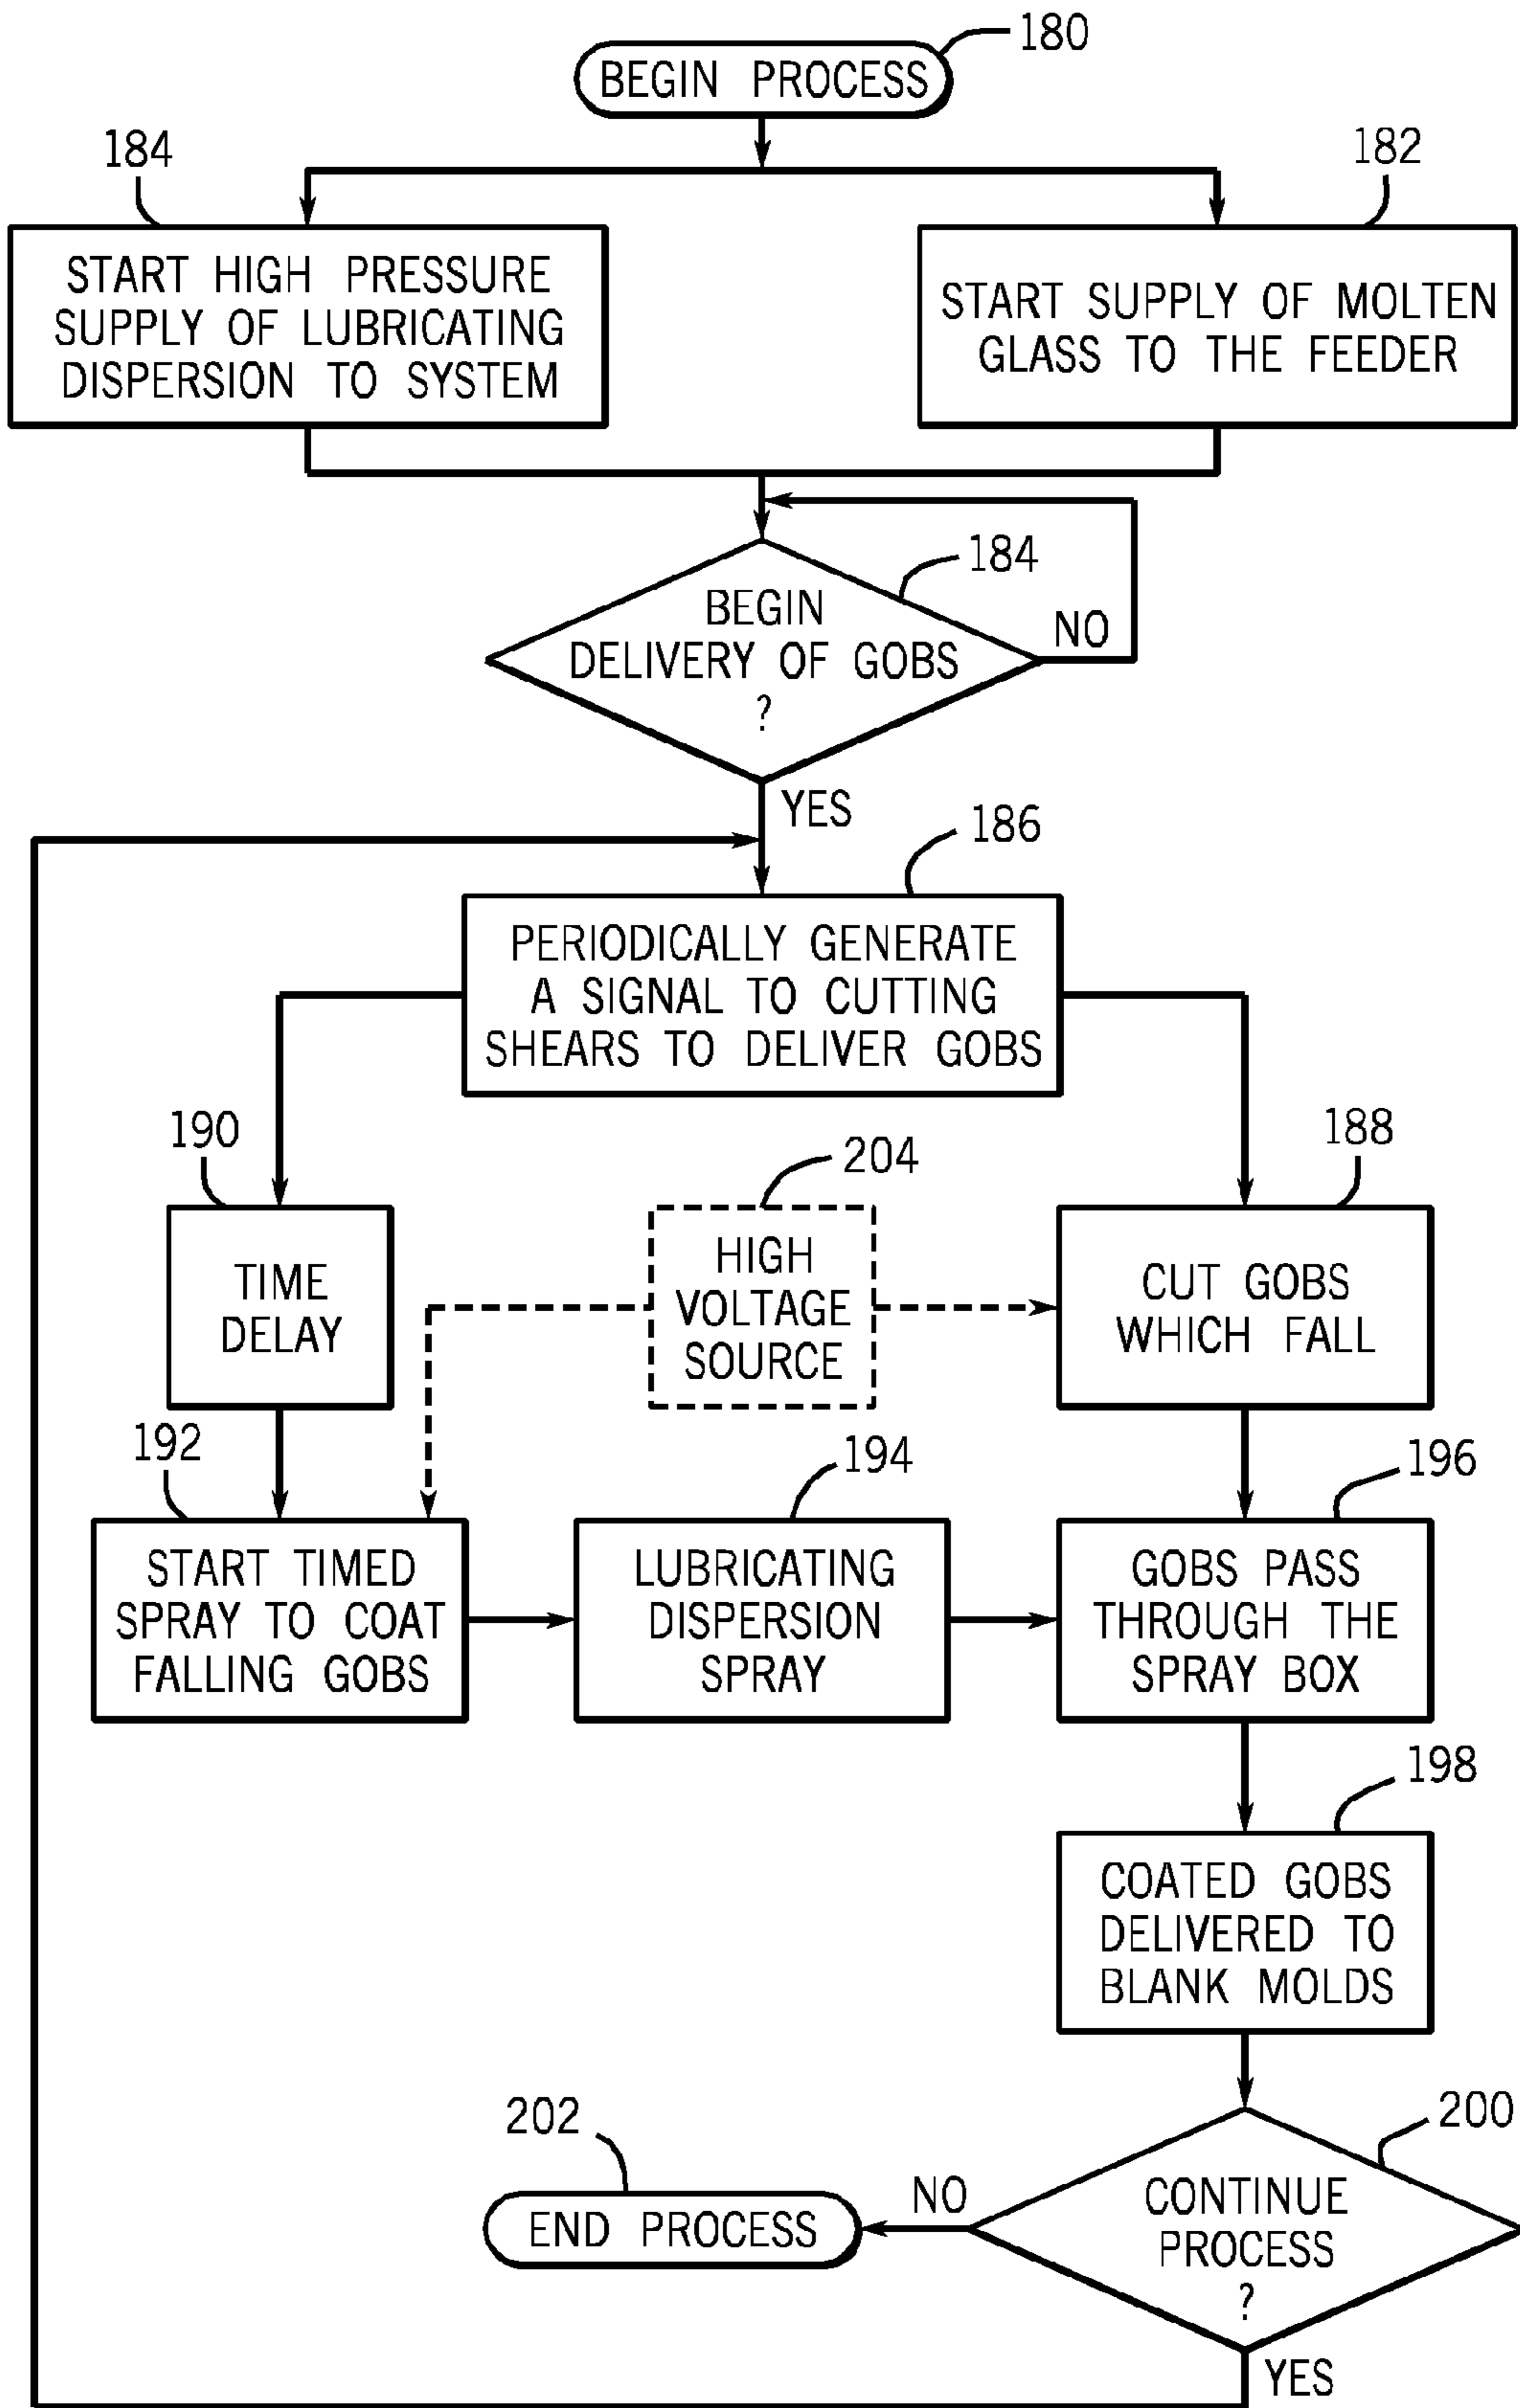 180
BEGIN PROCESS
184
182
START HIGH PRESSURE
SUPPLY OF LUBRICATING
DISPERSION TO SYSTEM
START SUPPLY OF MOLTEN
GLASS TO THE FEEDER
184
BEGIN
DELIVERY OF GOBS
?
NO
YES
186
PERIODICALLY GENERATE
A SIGNAL TO CUTTING
SHEARS TO DELIVER GOBS
190
204
188
TIME
DELAY
HIGH
VOLTAGE
SOURCE
CUT GOBS
WHICH FALL
192
194
196
START TIMED
SPRAY TO COAT
FALLING GOBS
LUBRICATING
DISPERSION
SPRAY
GOBS PASS
THROUGH THE
SPRAY BOX
198
COATED GOBS
DELIVERED TO
BLANK MOLDS
202
200
END PROCESS
NO
CONTINUE
PROCESS
?
YES